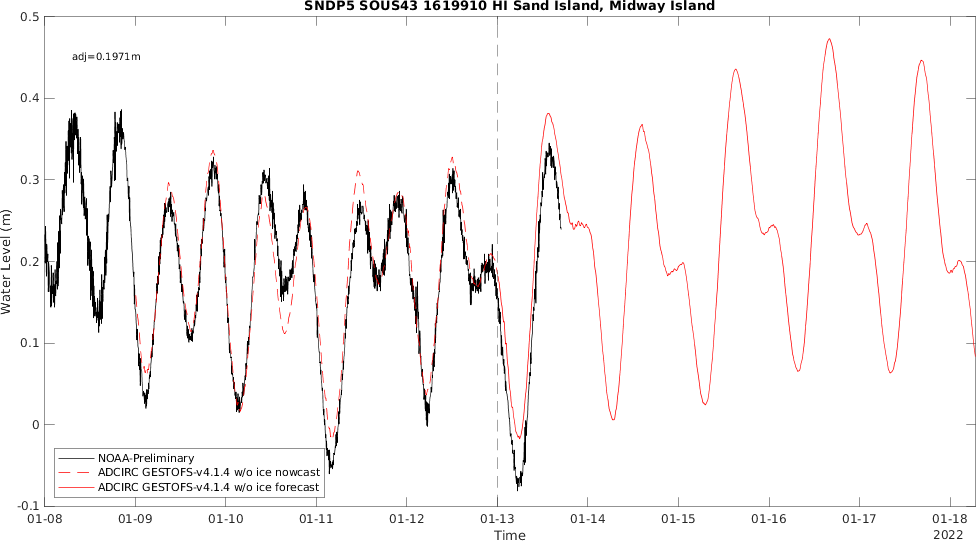 SNDP5 SOUS43 1619910 HI Sand Island, Midway Island
adj=0.1971m
0.5
0.4
0.3
0.2
0.1
0
-0.1
Water Level (m)
NOAA-Preliminary
ADCIRC GESTOFS-v4.1.4 w/o ice nowcast
ADCIRC GESTOFS-v4.1.4 w/o ice forecast
01-08 01-09 01-10 01-11 01-12 01-13 01-14 01-15 01-16 01-17 01-18
Time
2022